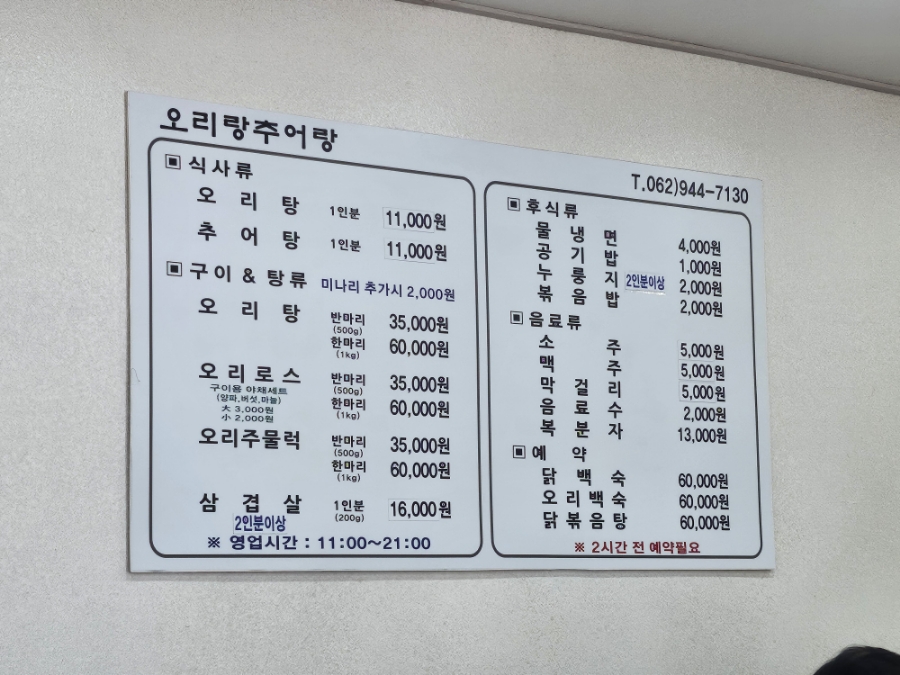 오리랑추어랑
T.062)944-7130
▣ 식사류
오리탕 1인분 11,000원
추어탕 1인분 11,000원
▣ 구이 & 탕류 미나리 추가시 2,000원
오리탕 반마리 (500g) 35,000원
한마리 (1kg) 60,000원
오리로스 반마리 (500g) 35,000원
구이용 야채세트
(양파,버섯,마늘)
大 3,000원
小 2,000원
한마리 (1kg) 60,000원
오리주물럭 반마리 (500g) 35,000원
한마리 (1kg) 60,000원
삼겹살 1인분 (200g) 16,000원
2인분이상
※ 영업시간 : 11:00~21:00
▣ 후식류
물냉면 4,000원
공기밥 1,000원
누룽지 2인분이상 2,000원
볶음밥 2,000원
▣ 음료류
소주 5,000원
맥주 5,000원
막걸리 5,000원
음료수 2,000원
복분자 13,000원
▣ 예약
닭백숙 60,000원
오리백숙 60,000원
닭볶음탕 60,000원
※ 2시간 전 예약필요